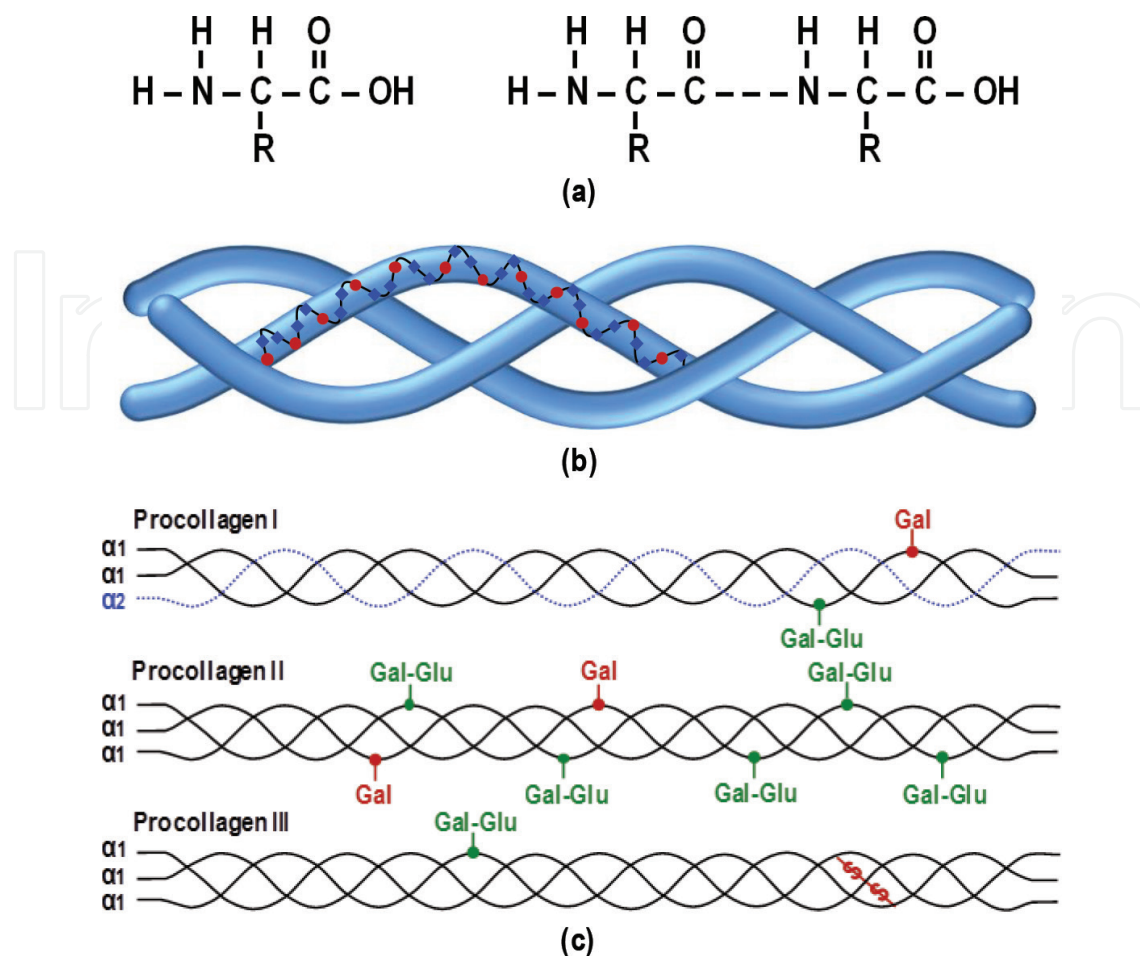 H H O H H O H H O
H – N – C – C – OH H – N – C – C – – – N – C – C – OH
R R R
(a)
(b)
Procollagen I
Gal
α1
α1
α2
Gal-Glu
Procollagen II
Gal-Glu Gal Gal-Glu
α1
α1
α1
Gal Gal-Glu Gal-Glu Gal-Glu
Procollagen III
Gal-Glu
α1
α1
α1
S S
(c)